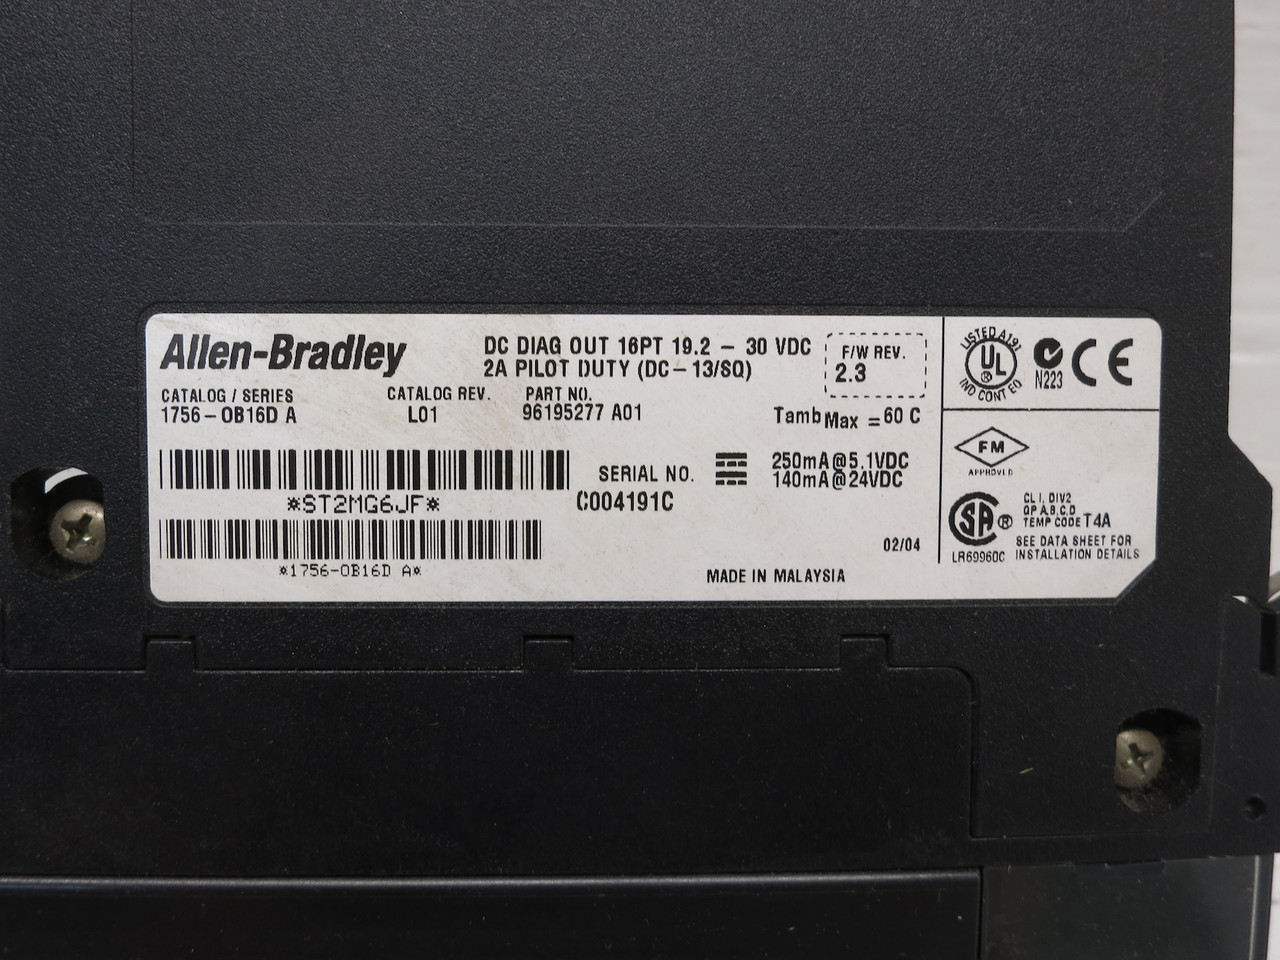 Allen-Bradley
DC DIAG OUT 16PT 19.2 - 30 VDC
2A PILOT DUTY (DC-13/SQ)
F/W REV.
2.3
CATALOG / SERIES
1756-OB16D A
CATALOG REV.
L01
PART NO.
96195277 A01
Tamb Max = 60 C
SERIAL NO.
C004191C
250mA@5.1VDC
140mA@24VDC
*ST2MG6JF*
*1756-OB16D A*
02/04
MADE IN MALAYSIA
LISTED A191
UL
®
IND CONT EQ
N223
CE
FM
APPROVED
SA ®
LR69960C
CL I, DIV2
GP A,B,C,D
TEMP CODE T4A
SEE DATA SHEET FOR
INSTALLATION DETAILS